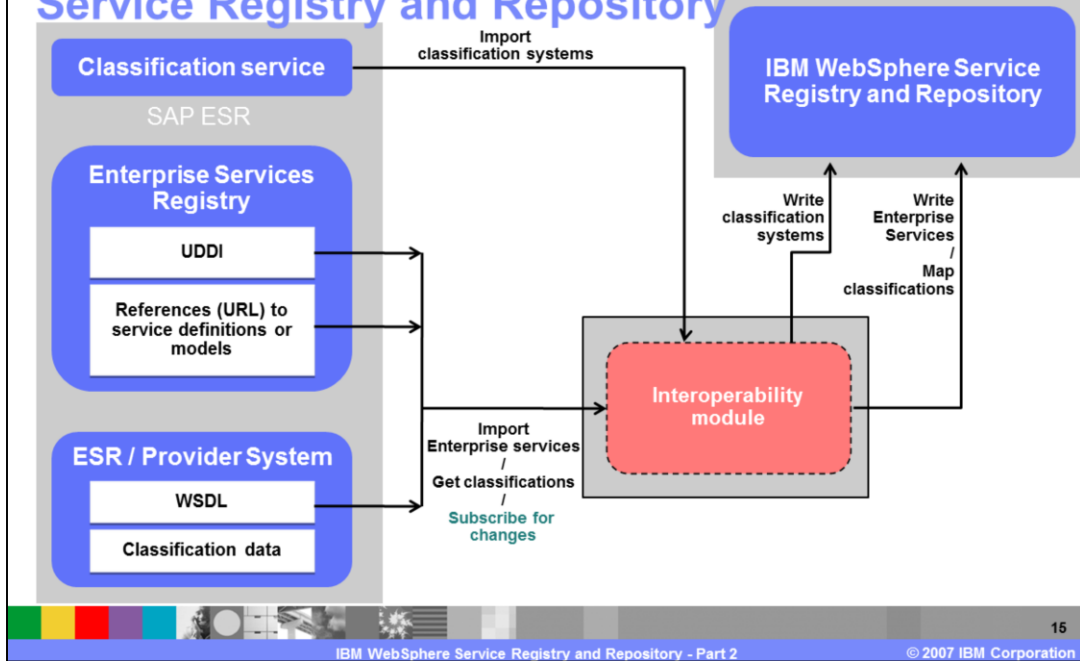 Service Registry and Repository
Import
classification systems
Classification service
SAP ESR
IBM WebSphere Service
Registry and Repository
Enterprise Services
Registry
UDDI
References (URL) to
service definitions or
models
Write
classification
systems
Write
Enterprise
Services
/
Map
classifications
Interoperability
module
Import
Enterprise services
/
Get classifications
/
Subscribe for
changes
ESR / Provider System
WSDL
Classification data
15
IBM WebSphere Service Registry and Repository - Part 2
© 2007 IBM Corporation